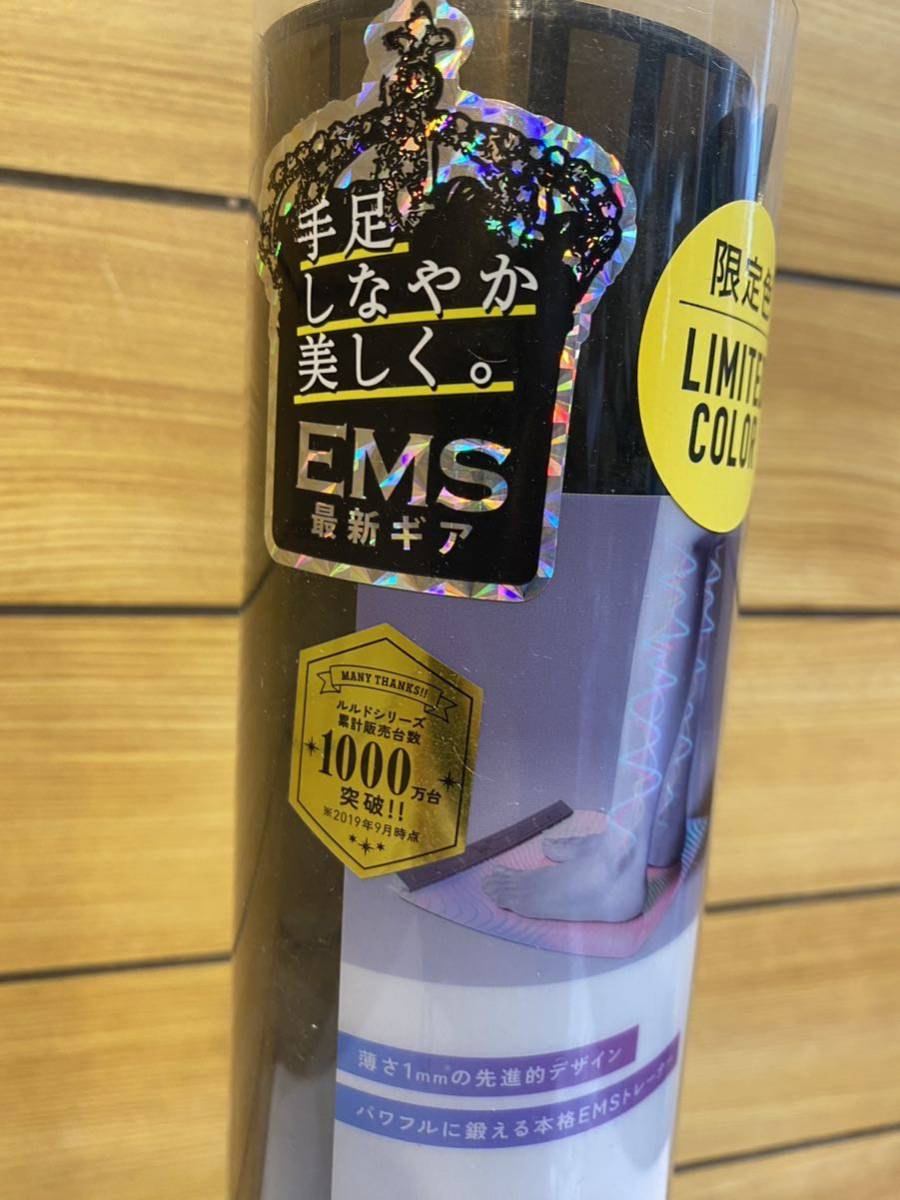 手足
しなやか
美しく。
EMS
最新ギア
限定色
LIMITED
COLOR
MANY THANKS!!
ルルドシリーズ
累計販売台数
1000万台
突破!!
※2019年9月時点
薄さ1mmの先進的デザイン
パワフルに鍛える本格EMSトレーナー